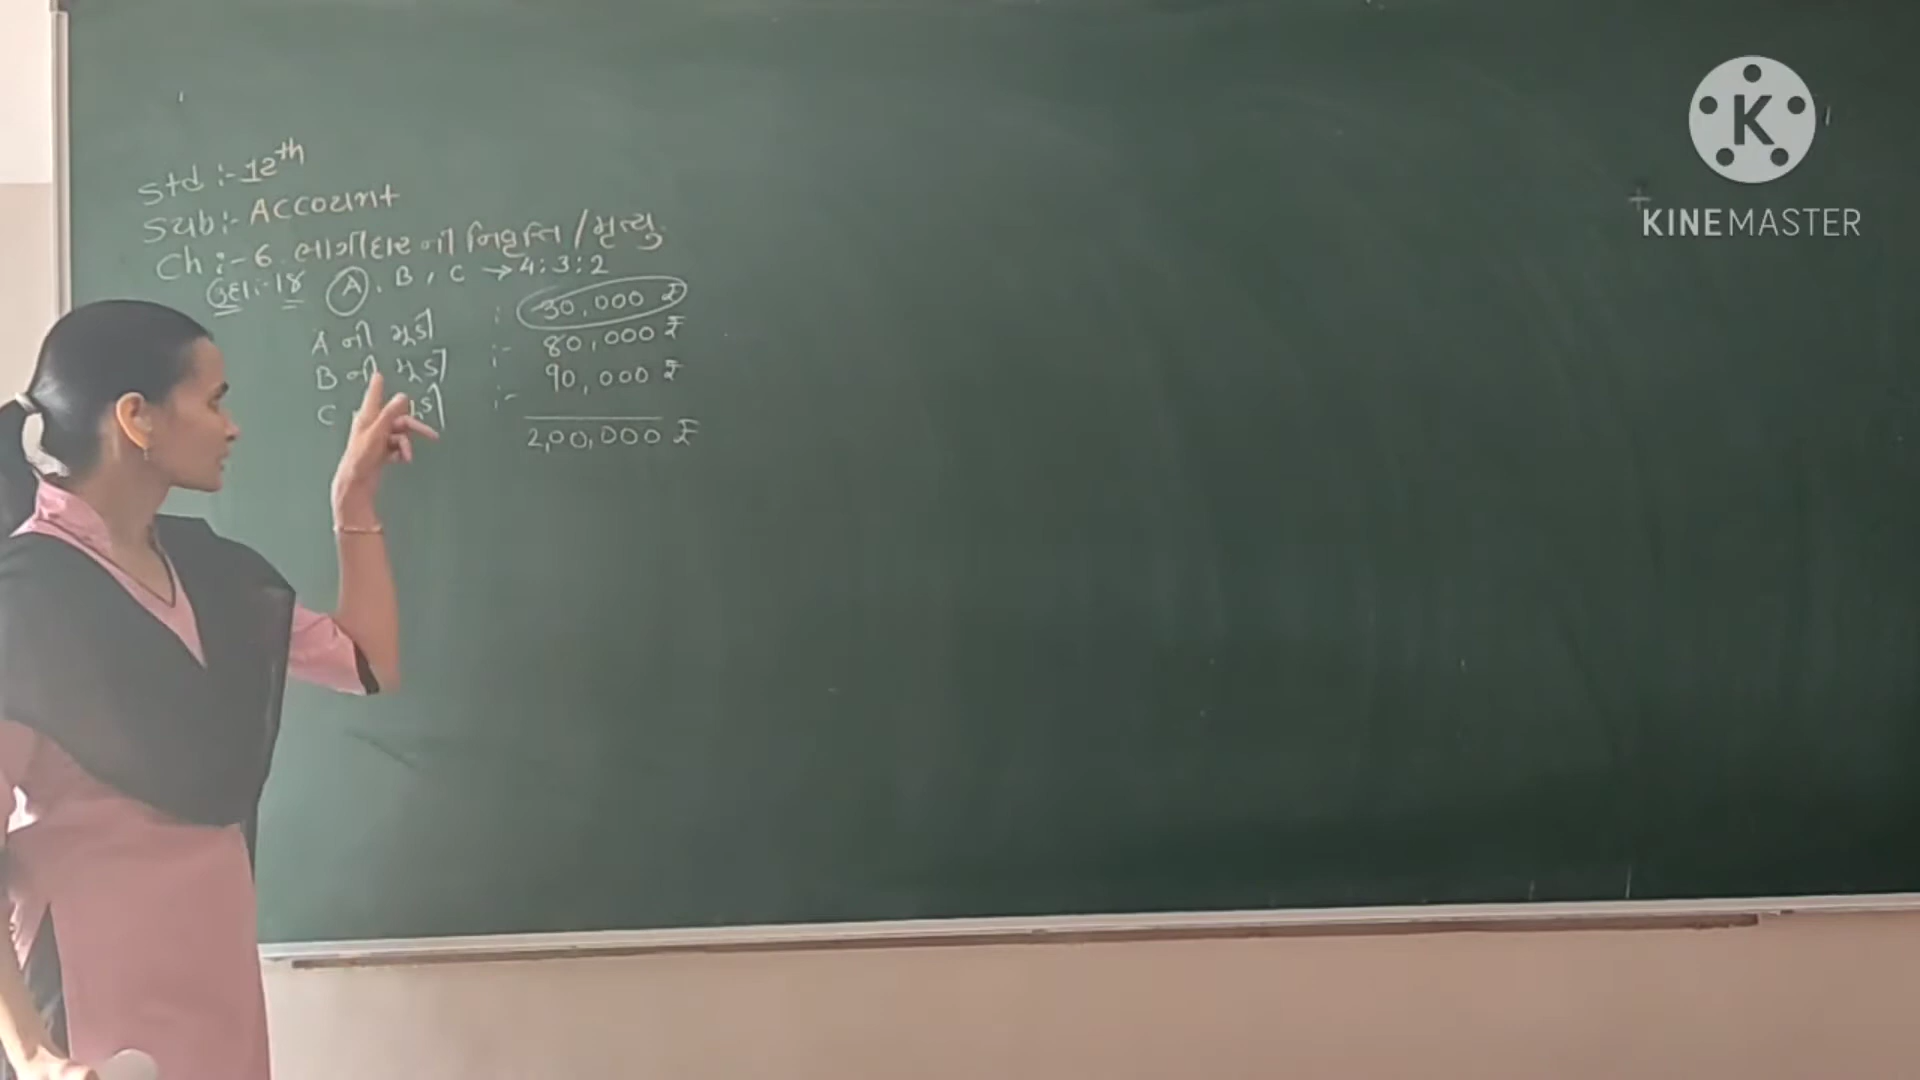 Std :- 12th
Sub:- Account
Ch :- 6 ભાગીદાર ની નિવૃત્તિ / મૃત્યુ
ઉદા:-18 A, B, C → 4:3:2
A ની મૂડી : 30,000 ₹
B ની મૂડી :- 80,000 ₹
C મૂડી :- 90,000 ₹
2,00,000 ₹
K
KINEMASTER